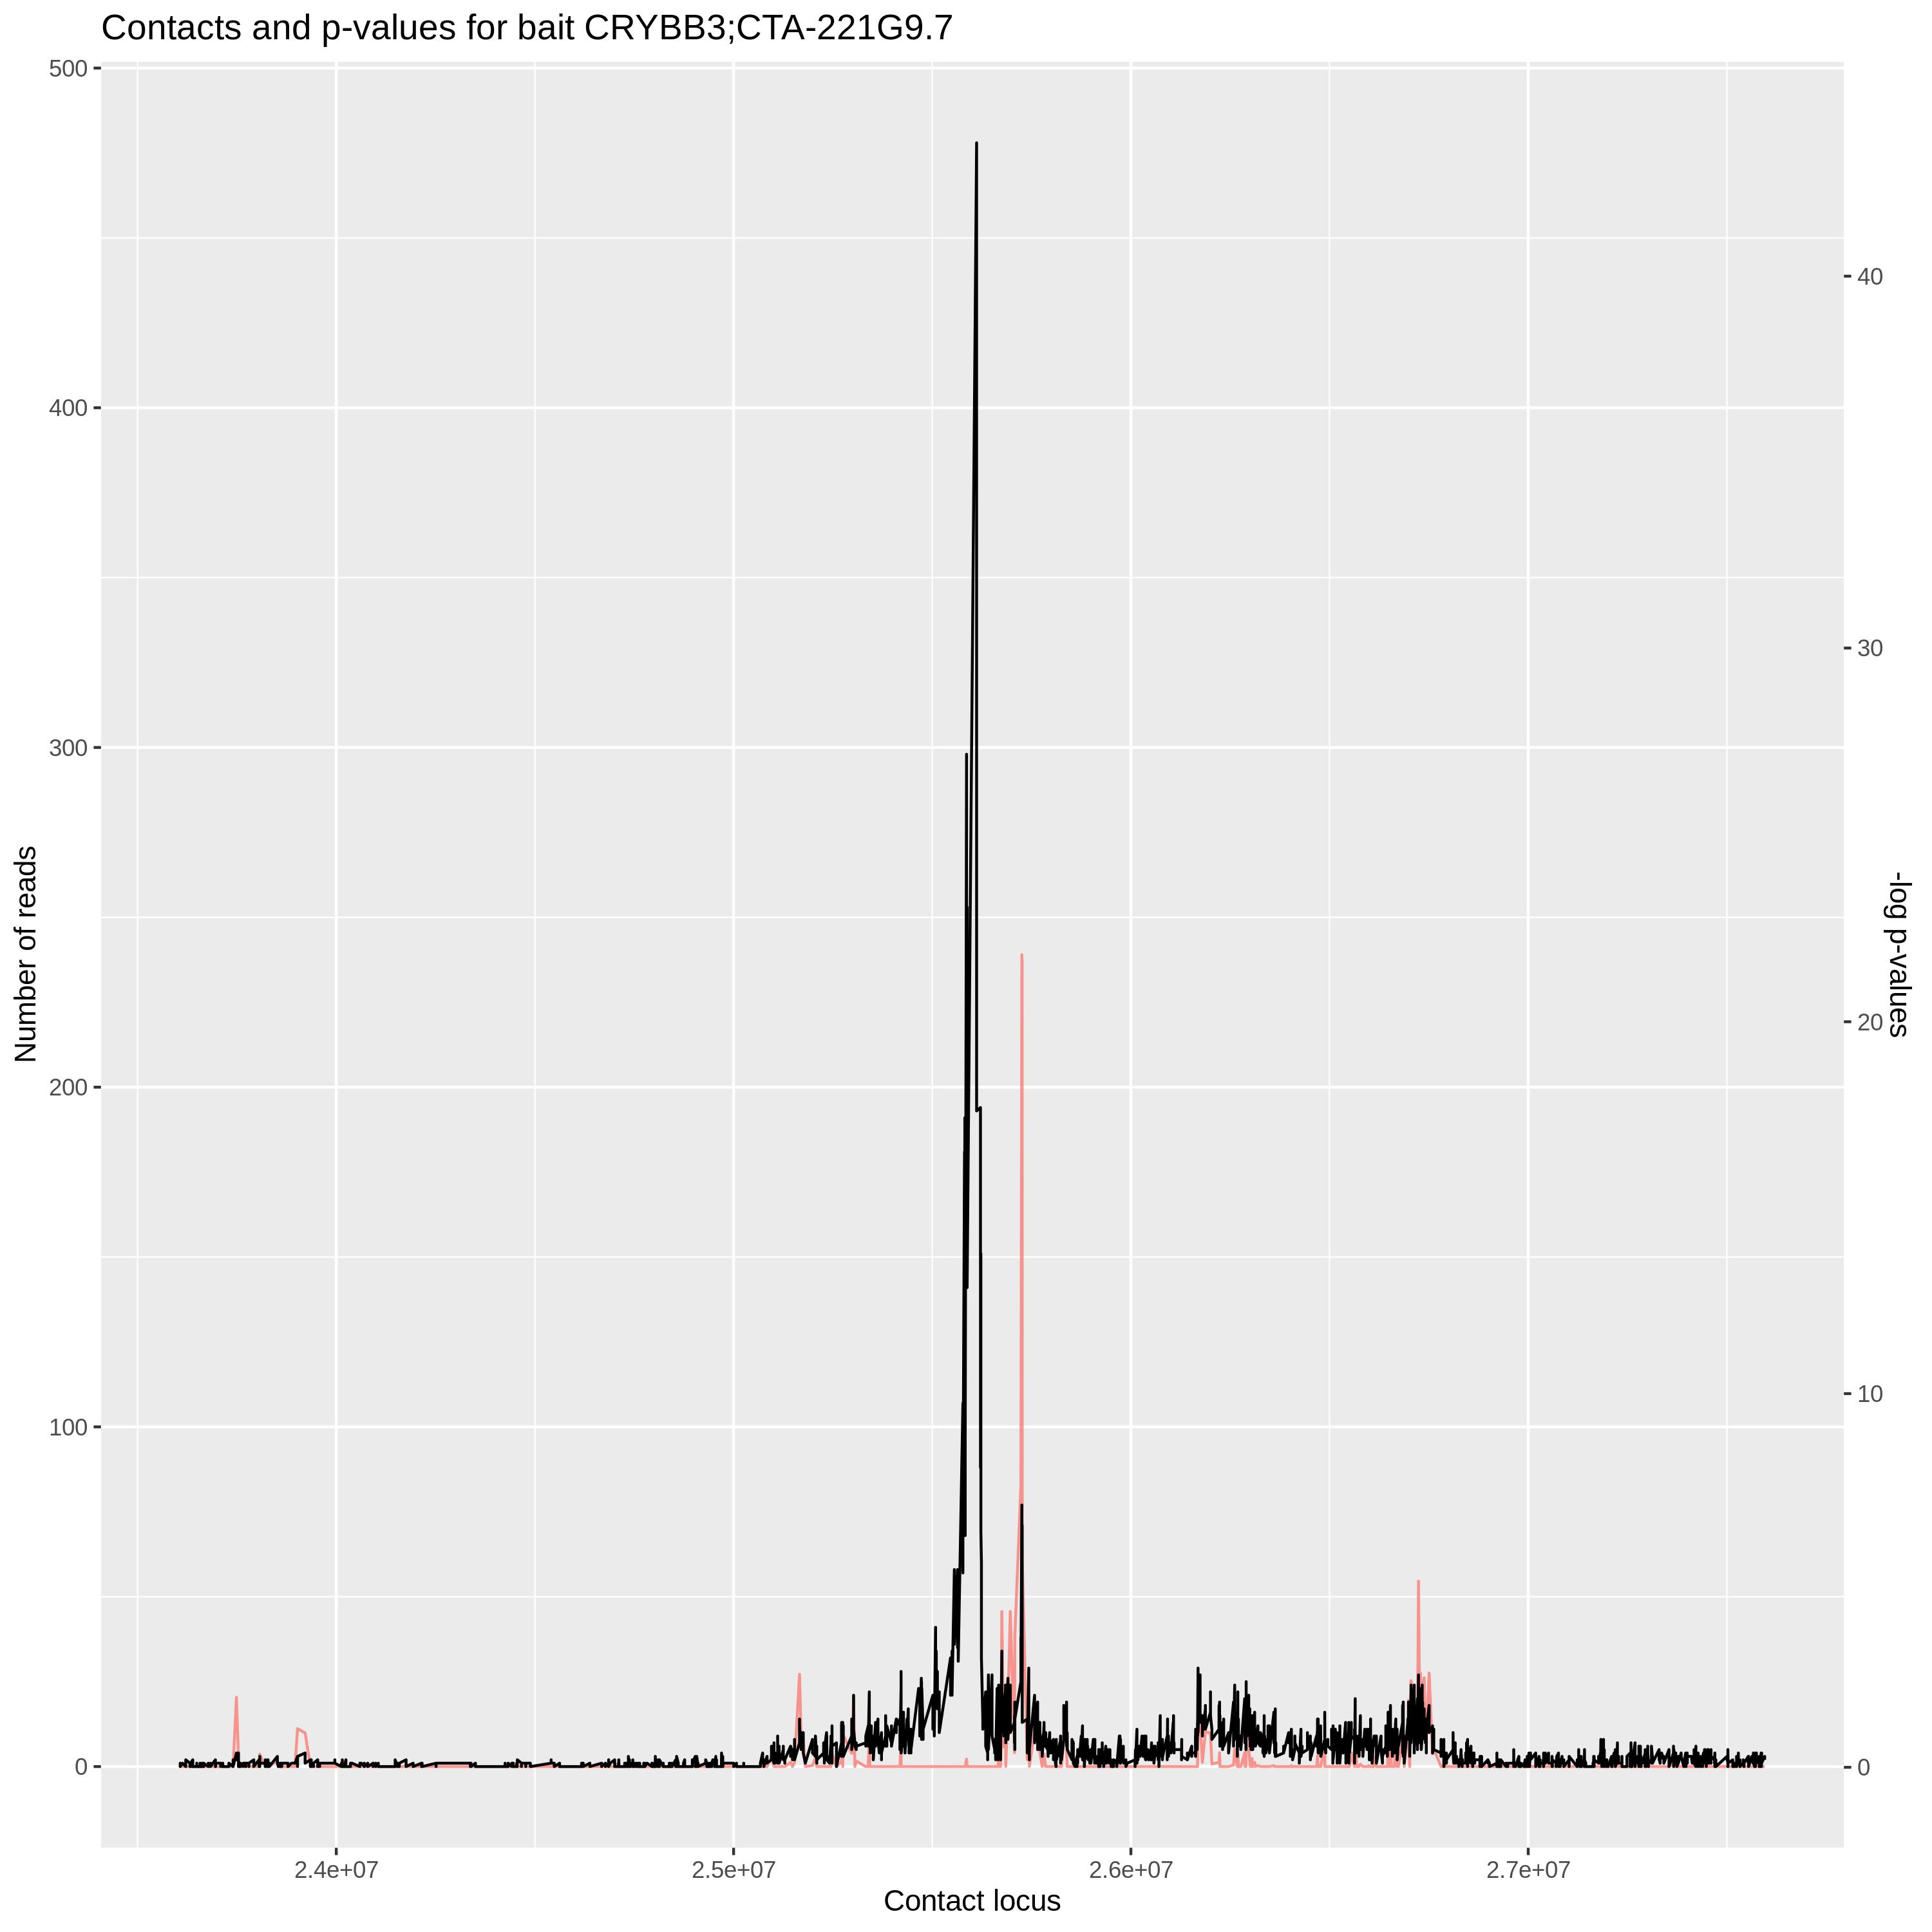 Contacts and p-values for bait CRYBB3;CTA-221G9.7
500
400
300
200
100
0
Number of reads
40
30
20
10
0
-log p-values
2.4e+07
2.5e+07
2.6e+07
2.7e+07
Contact locus